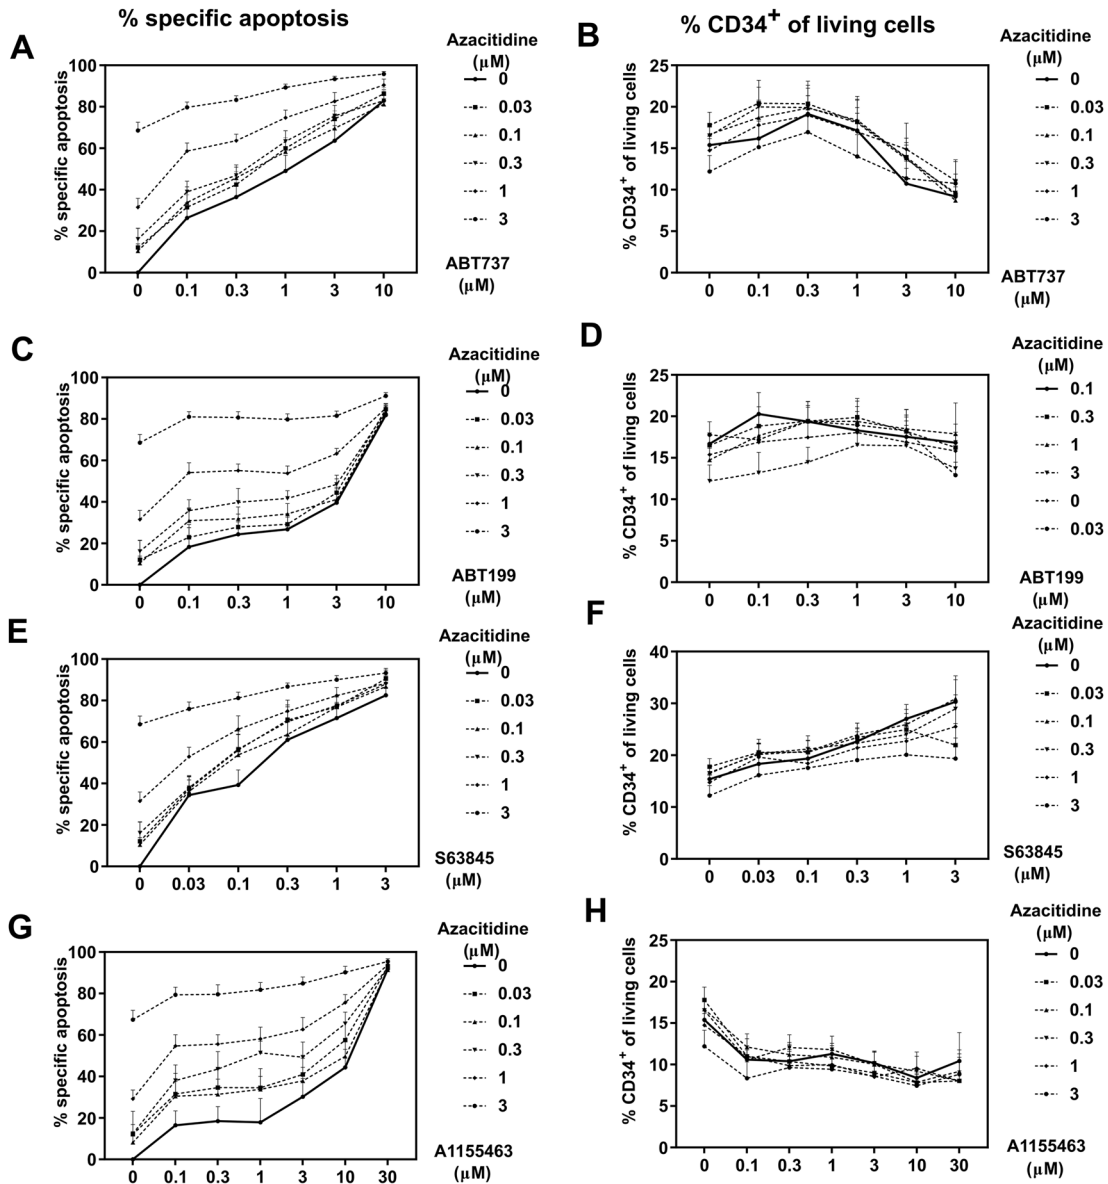 % specific apoptosis
% CD34+ of living cells
A
% specific apoptosis
100
80
60
40
20
0
0 0.1 0.3 1 3 10
Azacitidine
(µM)
0
0.03
0.1
0.3
1
3
ABT737
(µM)
B
% CD34+ of living cells
25
20
15
10
5
0
0 0.1 0.3 1 3 10
Azacitidine
(µM)
0
0.03
0.1
0.3
1
3
ABT737
(µM)
C
% specific apoptosis
100
80
60
40
20
0
0 0.1 0.3 1 3 10
Azacitidine
(µM)
0
0.03
0.1
0.3
1
3
ABT199
(µM)
D
% CD34+ of living cells
25
20
15
10
5
0
0 0.1 0.3 1 3 10
Azacitidine
(µM)
0.1
0.3
1
3
0
0.03
ABT199
(µM)
E
% specific apoptosis
100
80
60
40
20
0
0 0.03 0.1 0.3 1 3
Azacitidine
(µM)
0
0.03
0.1
0.3
1
3
S63845
(µM)
F
% CD34+ of living cells
40
30
20
10
0
0 0.03 0.1 0.3 1 3
Azacitidine
(µM)
0
0.03
0.1
0.3
1
3
S63845
(µM)
G
% specific apoptosis
100
80
60
40
20
0
0 0.1 0.3 1 3 10 30
Azacitidine
(µM)
0
0.03
0.1
0.3
1
3
A1155463
(µM)
H
% CD34+ of living cells
25
20
15
10
5
0
0 0.1 0.3 1 3 10 30
Azacitidine
(µM)
0
0.03
0.1
0.3
1
3
A1155463
(µM)